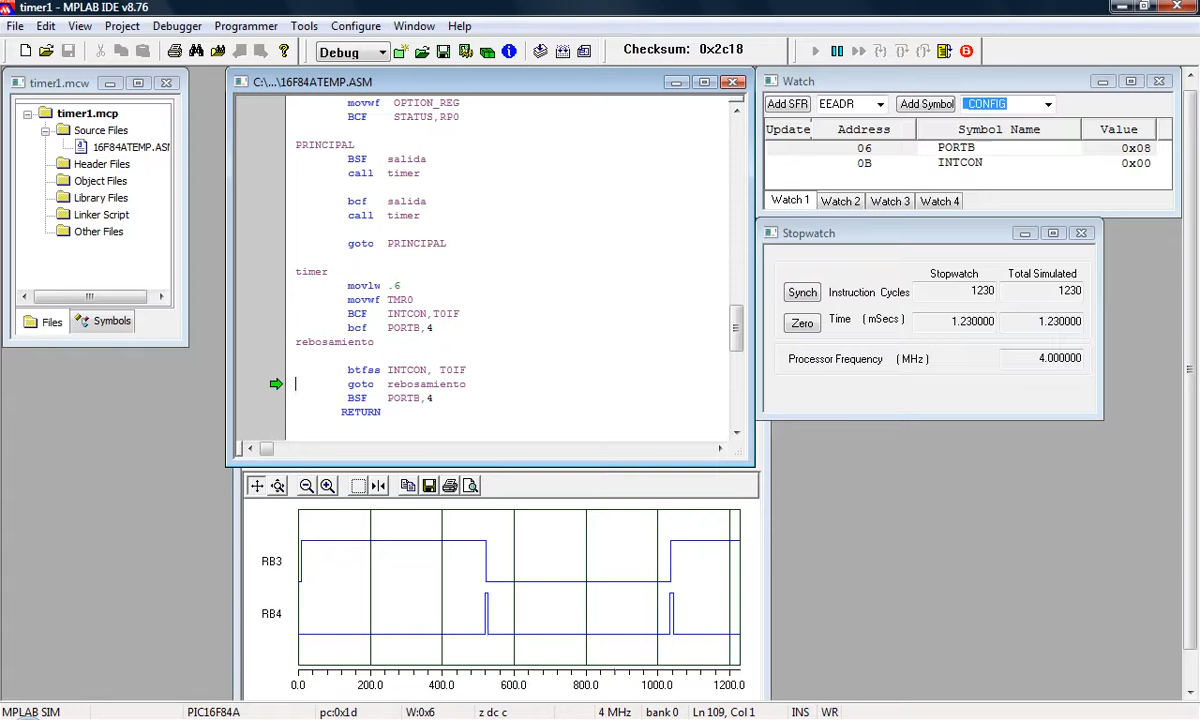 timer1 - MPLAB IDE v8.76
File Edit View Project Debugger Programmer Tools Configure Window Help
Debug Checksum: 0x2c18
timer1.mcw
timer1.mcp
Source Files
16F84ATEMP.ASM
Header Files
Object Files
Library Files
Linker Script
Other Files
Files Symbols
C:\...\16F84ATEMP.ASM
movwf OPTION_REG
BCF STATUS,RP0
PRINCIPAL
BSF salida
call timer
bcf salida
call timer
goto PRINCIPAL
timer
movlw .6
movwf TMR0
BCF INTCON,T0IF
bcf PORTB,4
rebosamiento
btfss INTCON, T0IF
goto rebosamiento
BSF PORTB,4
RETURN
Watch
Add SFR EEADR Add Symbol _CONFIG
Update Address Symbol Name Value
06 PORTB 0x08
0B INTCON 0x00
Watch 1 Watch 2 Watch 3 Watch 4
Stopwatch
Stopwatch Total Simulated
Synch Instruction Cycles 1230 1230
Zero Time (mSecs) 1.230000 1.230000
Processor Frequency (MHz) 4.000000
RB3
RB4
0.0 200.0 400.0 600.0 800.0 1000.0 1200.0
MPLAB SIM PIC16F84A pc:0x1d W:0x6 z dc c 4 MHz bank 0 Ln 109, Col 1 INS WR